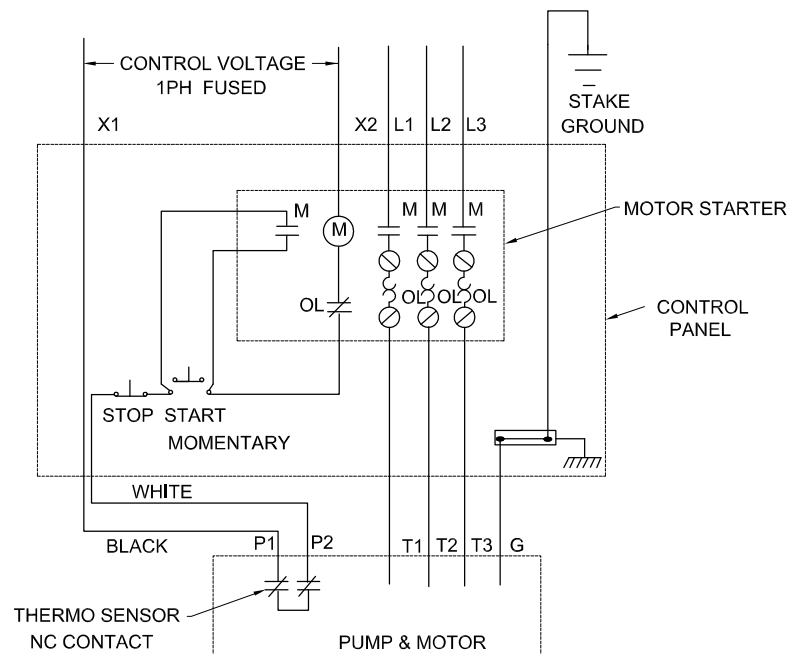 CONTROL VOLTAGE
1PH FUSED
STAKE
GROUND
X1
X2 L1 L2 L3
M
M
M M M
MOTOR STARTER
OL
OL OL OL
CONTROL
PANEL
STOP START
MOMENTARY
WHITE
BLACK
P1 P2
T1 T2 T3 G
THERMO SENSOR
NC CONTACT
PUMP & MOTOR